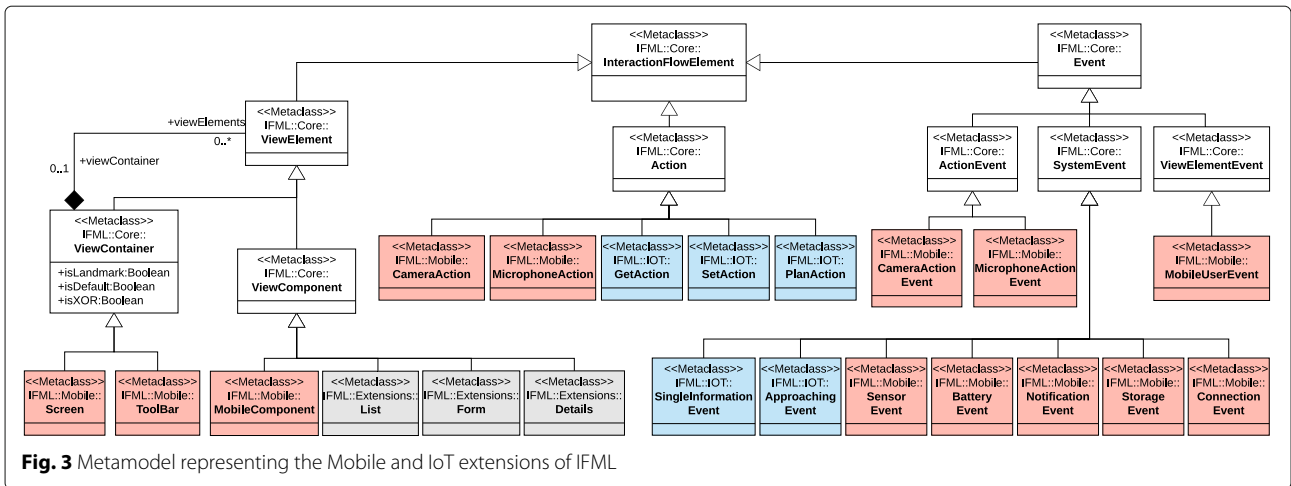 <<Metaclass>>
IFML::Core::
InteractionFlowElement
<<Metaclass>>
IFML::Core::
Event
<<Metaclass>>
IFML::Core::
ViewElement
+viewElements
0..*
+viewContainer
0..1
<<Metaclass>>
IFML::Core::
Action
<<Metaclass>>
IFML::Core::
ActionEvent
<<Metaclass>>
IFML::Core::
SystemEvent
<<Metaclass>>
IFML::Core::
ViewElementEvent
<<Metaclass>>
IFML::Core::
ViewContainer
+isLandmark:Boolean
+isDefault:Boolean
+isXOR:Boolean
<<Metaclass>>
IFML::Core::
ViewComponent
<<Metaclass>>
IFML::Mobile::
CameraAction
<<Metaclass>>
IFML::Mobile::
MicrophoneAction
<<Metaclass>>
IFML::IOT::
GetAction
<<Metaclass>>
IFML::IOT::
SetAction
<<Metaclass>>
IFML::IOT::
PlanAction
<<Metaclass>>
IFML::Mobile::
CameraAction
Event
<<Metaclass>>
IFML::Mobile::
MicrophoneAction
Event
<<Metaclass>>
IFML::Mobile::
MobileUserEvent
<<Metaclass>>
IFML::Mobile::
Screen
<<Metaclass>>
IFML::Mobile::
ToolBar
<<Metaclass>>
IFML::Mobile::
MobileComponent
<<Metaclass>>
IFML::Extensions::
List
<<Metaclass>>
IFML::Extensions::
Form
<<Metaclass>>
IFML::Extensions::
Details
<<Metaclass>>
IFML::IOT::
SingleInformation
Event
<<Metaclass>>
IFML::IOT::
Approaching
Event
<<Metaclass>>
IFML::Mobile::
Sensor
Event
<<Metaclass>>
IFML::Mobile::
Battery
Event
<<Metaclass>>
IFML::Mobile::
Notification
Event
<<Metaclass>>
IFML::Mobile::
Storage
Event
<<Metaclass>>
IFML::Mobile::
Connection
Event
Fig. 3 Metamodel representing the Mobile and IoT extensions of IFML